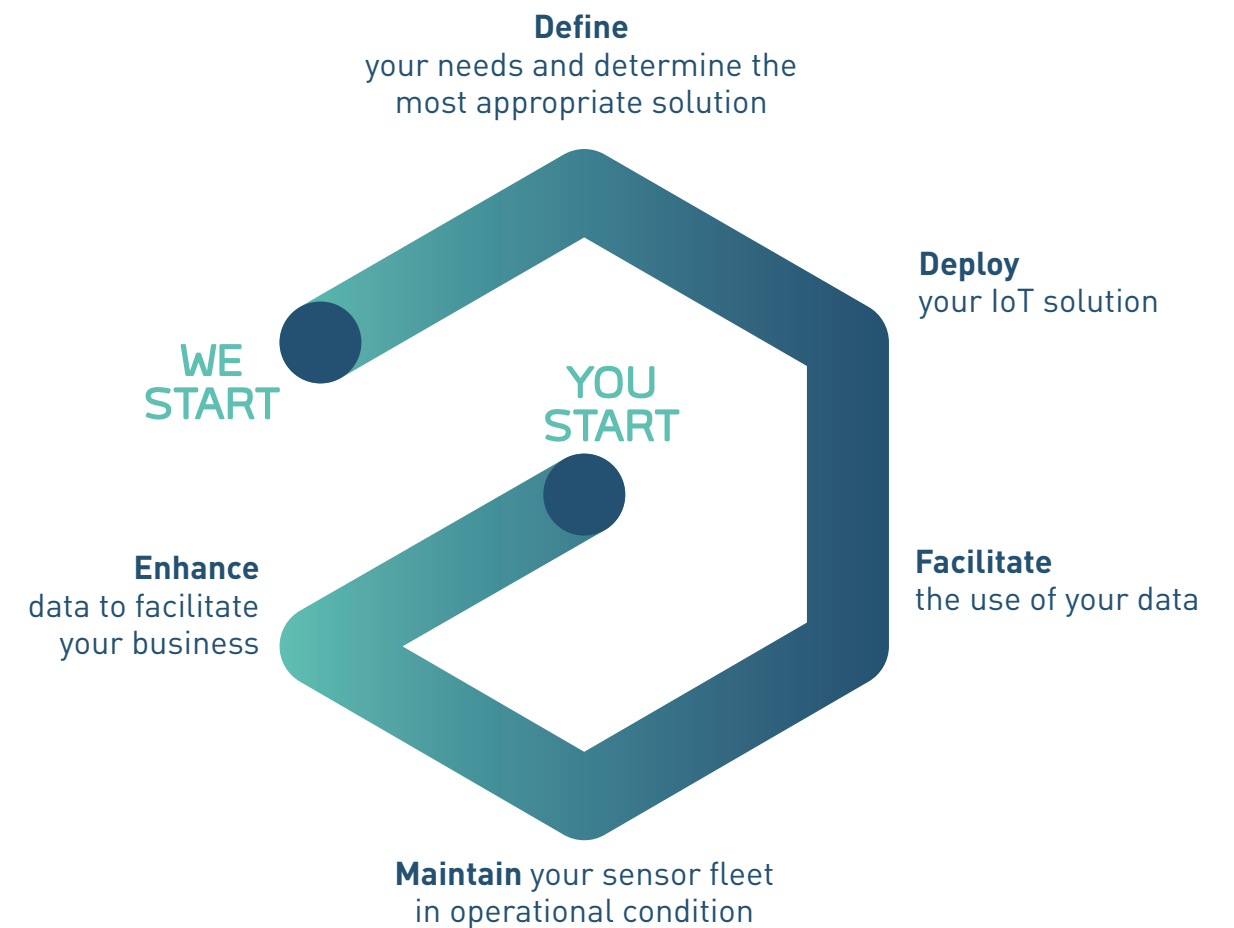 Define
your needs and determine the
most appropriate solution
Deploy
your IoT solution
WE
START
YOU
START
Facilitate
the use of your data
Enhance
data to facilitate
your business
Maintain your sensor fleet
in operational condition